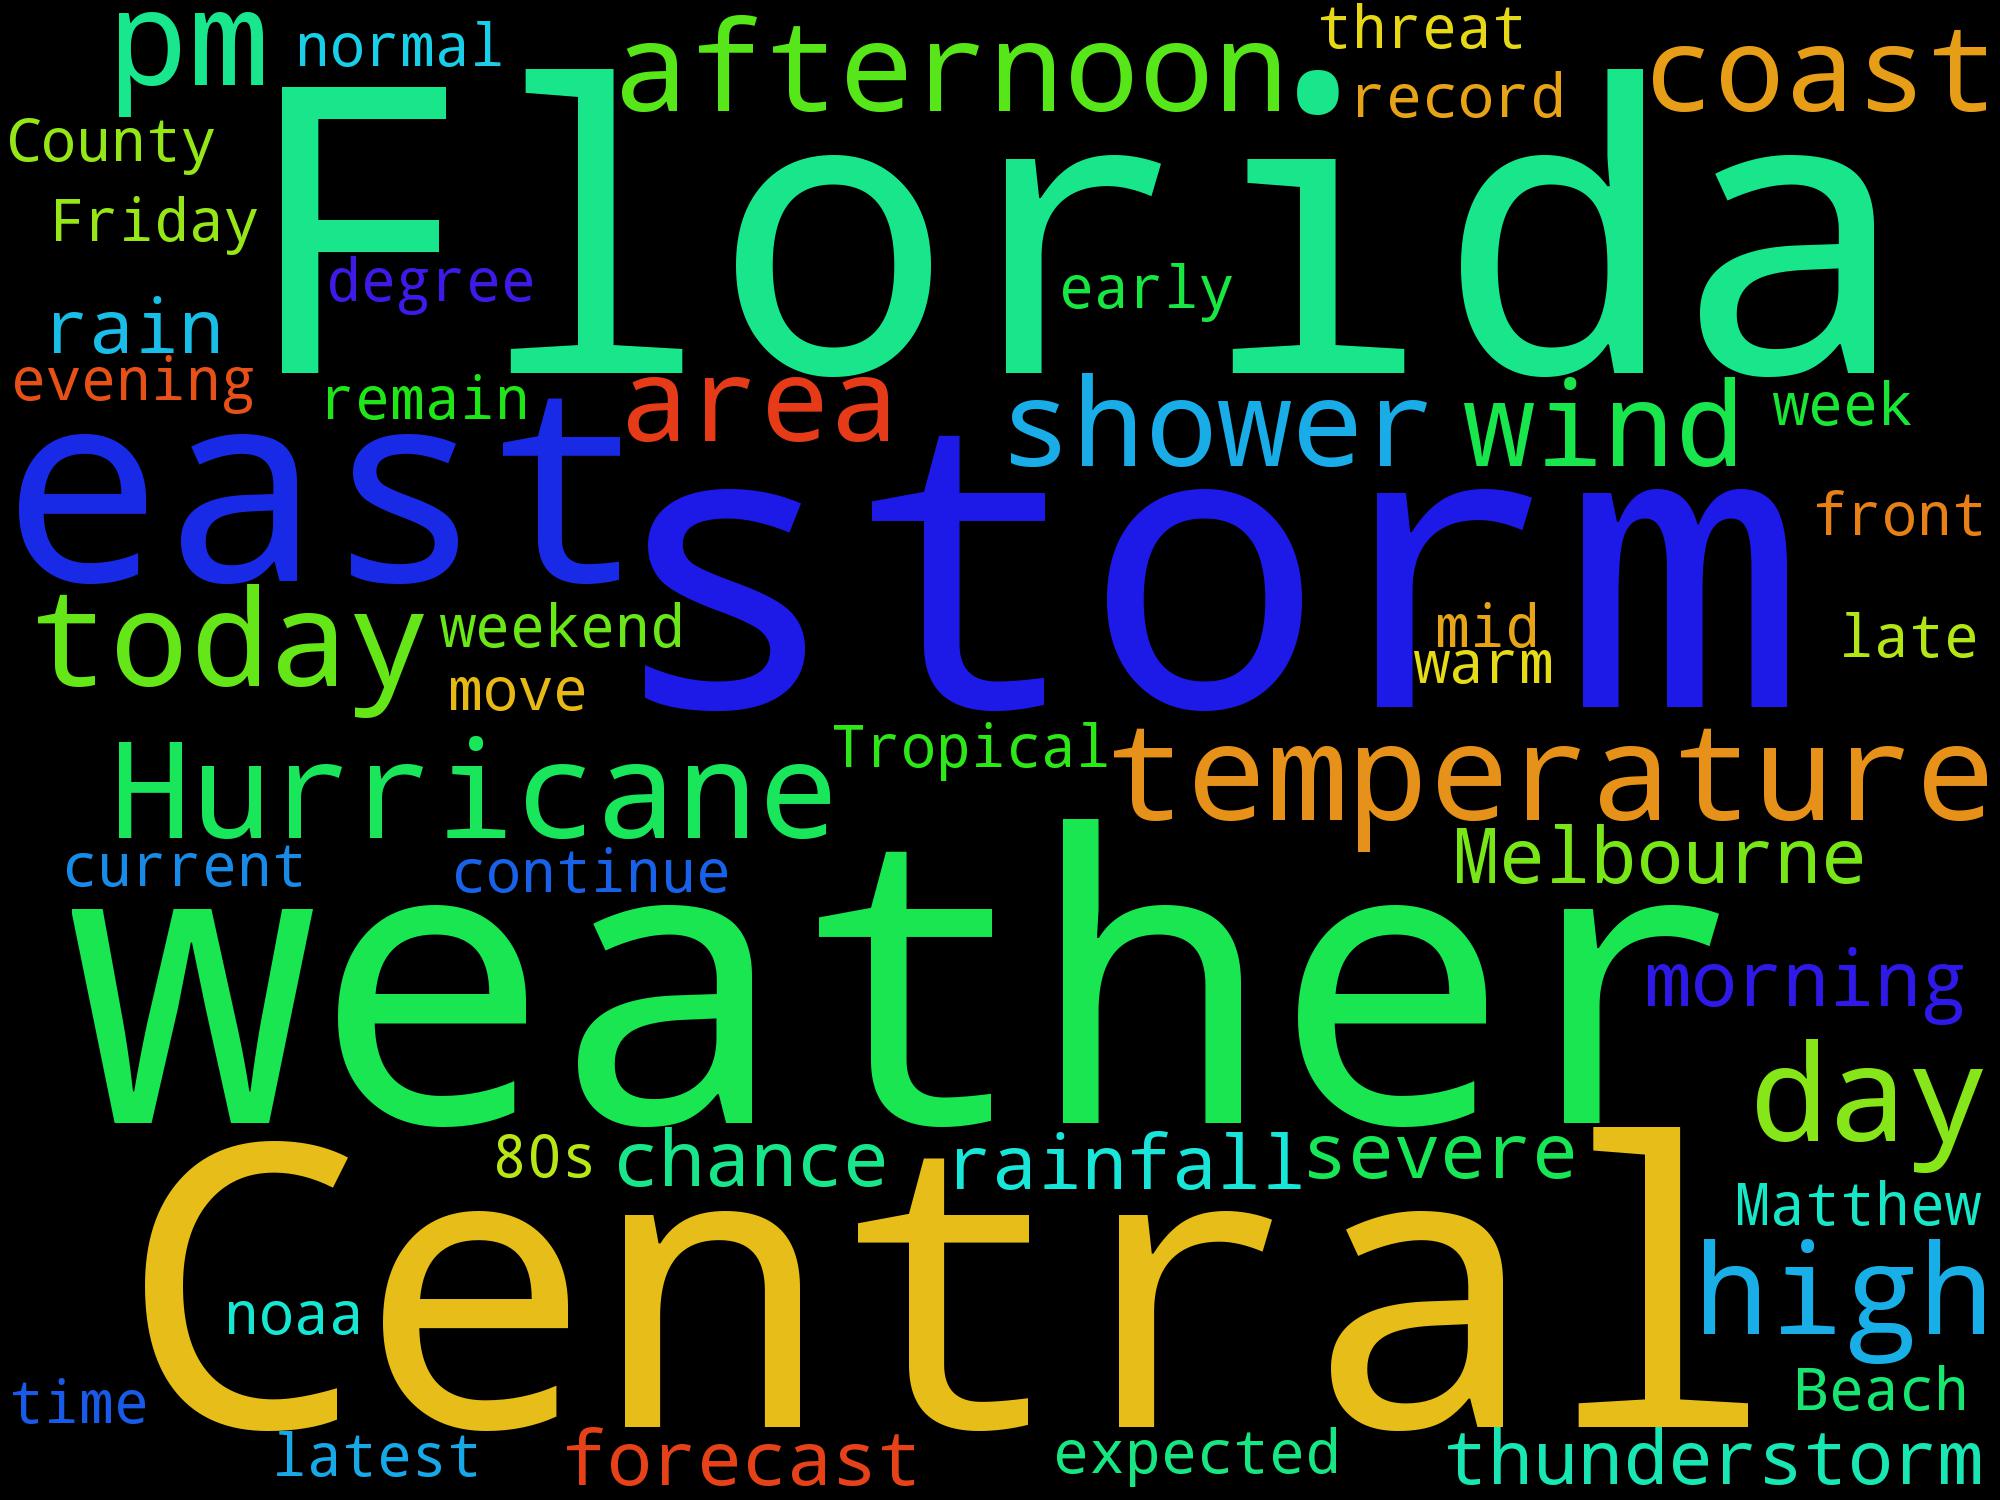 pm
normal
afternoon
threat
record
coast
County
Florida
Friday
degree
early
rain
evening
remain
area
shower
wind
week
east
storm
front
today
weekend
mid
warm
late
move
Hurricane
Tropical
temperature
current
continue
Melbourne
weather
morning
day
80s
chance
rainfall
severe
Central
Matthew
noaa
high
time
Beach
latest
forecast
expected
thunderstorm